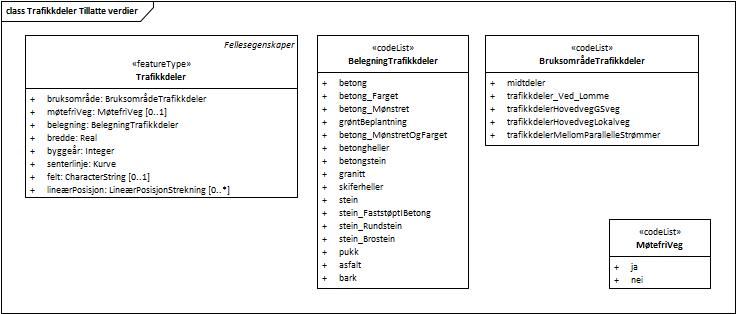 class Trafikkdeler Tillatte verdier
Fellesegenskaper
«featureType»
Trafikkdeler
+ bruksområde: BruksområdeTrafikkdeler
+ møtefriVeg: MøtefriVeg [0..1]
+ belegning: BelegningTrafikkdeler
+ bredde: Real
+ byggeår: Integer
+ senterlinje: Kurve
+ felt: CharacterString [0..1]
+ lineærPosisjon: LineærPosisjonStrekning [0..*]
«codeList»
BelegningTrafikkdeler
+ betong
+ betong_Farget
+ betong_Mønstret
+ grøntBeplantning
+ betong_MønstretOgFarget
+ betongheller
+ betongstein
+ granitt
+ skiferheller
+ stein
+ stein_FaststøptIBetong
+ stein_Rundstein
+ stein_Brostein
+ pukk
+ asfalt
+ bark
«codeList»
BruksområdeTrafikkdeler
+ midtdeler
+ trafikkdeler_Ved_Lomme
+ trafikkdelerHovedvegGSveg
+ trafikkdelerHovedvegLokalveg
+ trafikkdelerMellomParallelleStrømmer
«codeList»
MøtefriVeg
+ ja
+ nei